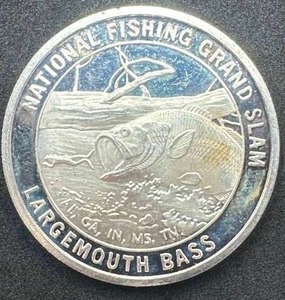 NATIONAL FISHING GRAND SLAM
AL, GA, IN, MS, TN
LARGEMOUTH BASS